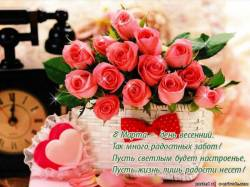 8 Марта - день весенний,
Так много радостных забот!
Пусть светлым будет настроенье,
Пусть жизнь лишь радости несет!